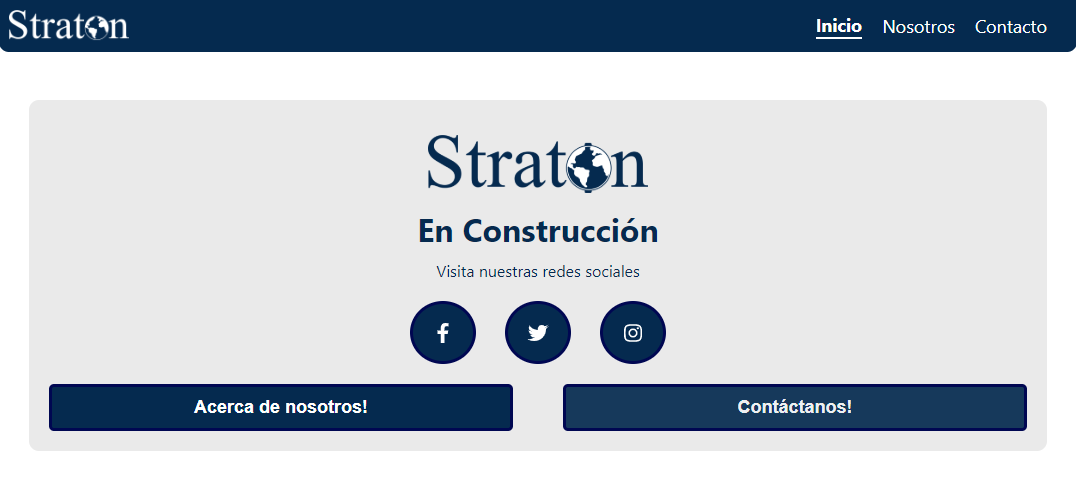 Straton
Inicio Nosotros Contacto
Straton
En Construcción
Visita nuestras redes sociales
Acerca de nosotros!
Contáctanos!